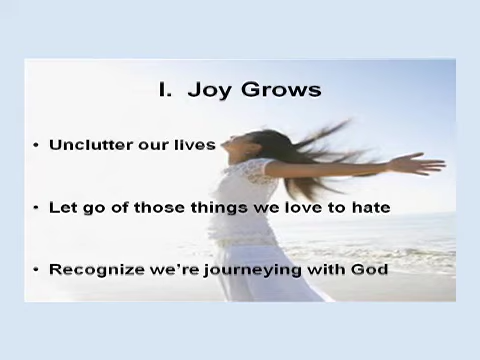 I. Joy Grows
• Unclutter our lives
• Let go of those things we love to hate
• Recognize we're journeying with God